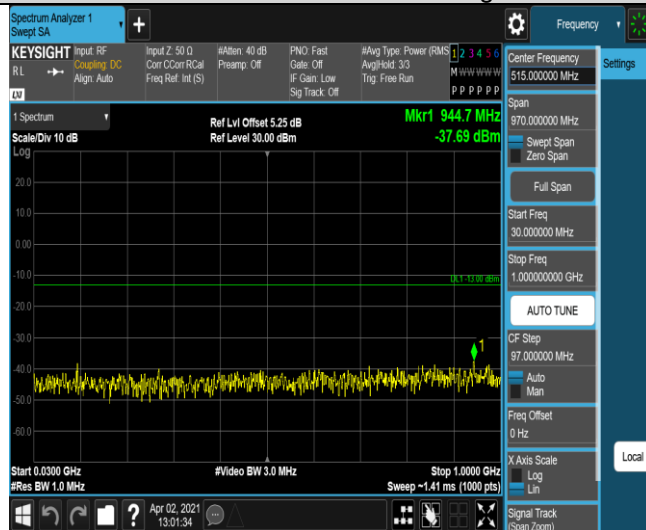 Spectrum Analyzer 1
Swept SA
Frequency
KEYSIGHT
RL
LXI
Input: RF
Coupling: DC
Align: Auto
Input Z: 50 Ω
Corr CCorr RCal
Freq Ref: Int (S)
#Atten: 40 dB
Preamp: Off
PNO: Fast
Gate: Off
IF Gain: Low
Sig Track: Off
#Avg Type: Power (RMS
Avg|Hold: 3/3
Trig: Free Run
1 2 3 4 5 6
M W W W W W
P P P P P P
1 Spectrum
Scale/Div 10 dB
Log
Ref Lvl Offset 5.25 dB
Ref Level 30.00 dBm
Mkr1 944.7 MHz
-37.69 dBm
20.0
10.0
0.00
-10.0
DL1 -13.00 dBm
-20.0
-30.0
1
-40.0
-50.0
-60.0
Start 0.0300 GHz
#Res BW 1.0 MHz
#Video BW 3.0 MHz
Stop 1.0000 GHz
Sweep ~1.41 ms (1000 pts)
?
Apr 02, 2021
13:01:34
Center Frequency
515.000000 MHz
Settings
Span
970.000000 MHz
Swept Span
Zero Span
Full Span
Start Freq
30.000000 MHz
Stop Freq
1.000000000 GHz
AUTO TUNE
CF Step
97.000000 MHz
Auto
Man
Freq Offset
0 Hz
X Axis Scale
Log
Lin
Local
Signal Track
(Span Zoom)